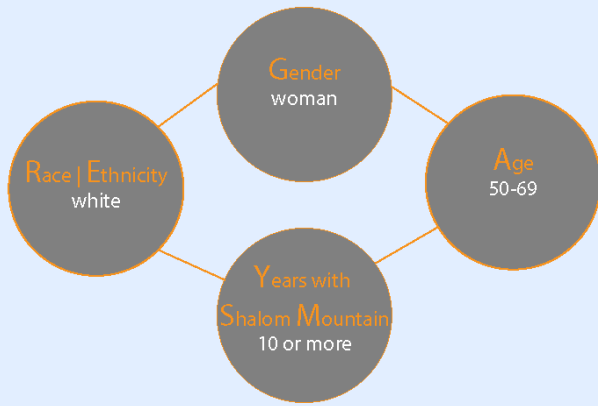 Gender
woman
Race | Ethnicity
white
Age
50-69
Years with
Shalom Mountain
10 or more